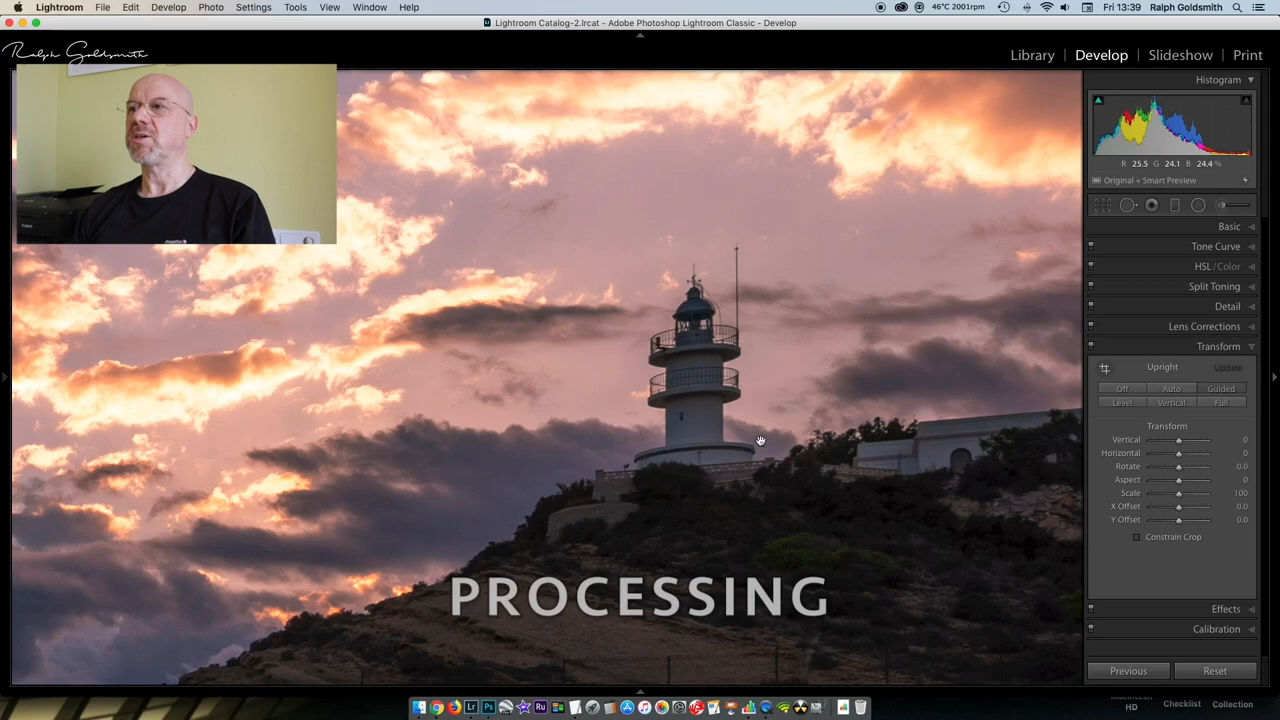 Lightroom File Edit Develop Photo Settings Tools View Window Help 46°C 2001rpm Fri 13:39 Ralph Goldsmith
Lightroom Catalog-2.lrcat - Adobe Photoshop Lightroom Classic - Develop
Ralph Goldsmith
Library | Develop | Slideshow | Print
Histogram
R 25.5 G 24.1 B 24.4 %
Original + Smart Preview
Basic
Tone Curve
HSL / Color
Split Toning
Detail
Lens Corrections
Transform
Upright Update
Off Auto Guided
Level Vertical Full
Transform
Vertical 0
Horizontal 0
Rotate 0.0
Aspect 0
Scale 100
X Offset 0.0
Y Offset 0.0
Constrain Crop
PROCESSING
Effects
Calibration
Previous Reset
Macintosh
HD Checklist Collection